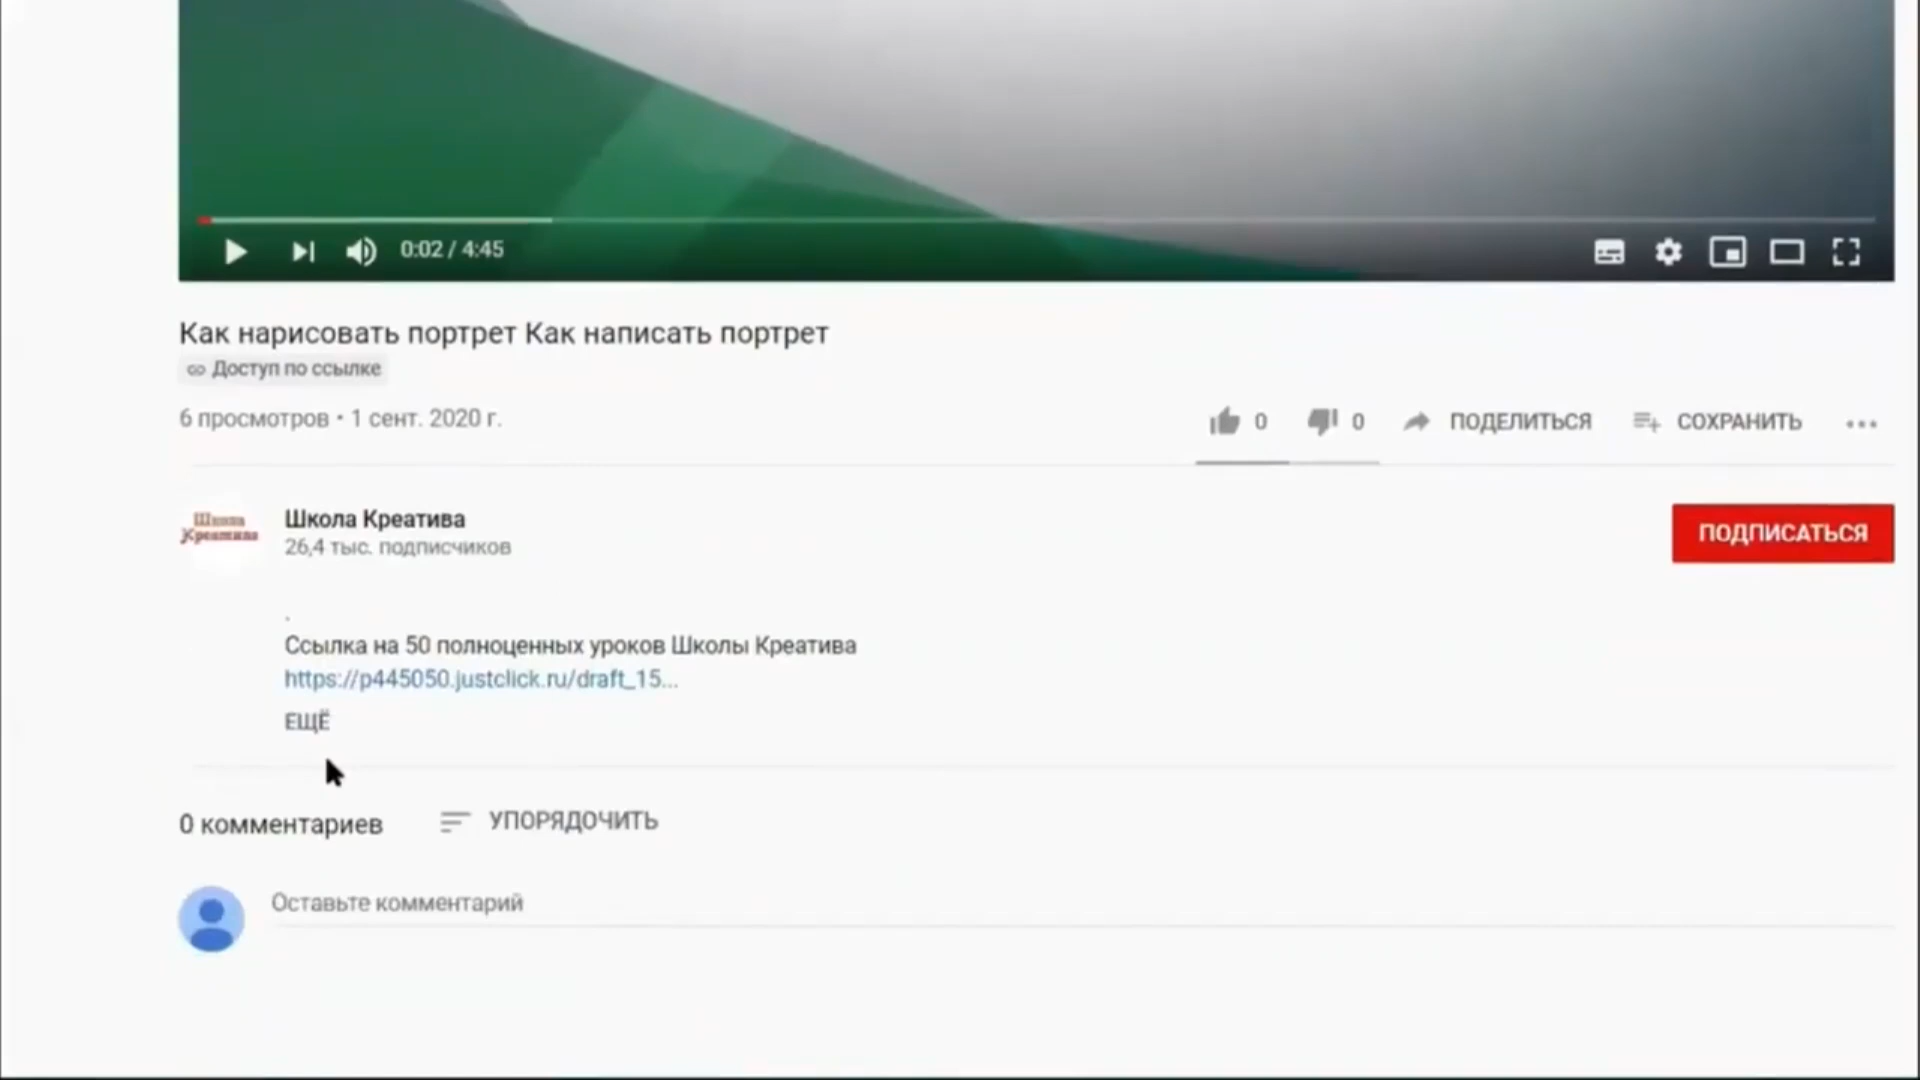 0:02 / 4:45
Как нарисовать портрет Как написать портрет
Доступ по ссылке
6 просмотров • 1 сент. 2020 г.
0
0
ПОДЕЛИТЬСЯ
СОХРАНИТЬ
Школа
Креатива
Школа Креатива
26,4 тыс. подписчиков
ПОДПИСАТЬСЯ
.
Ссылка на 50 полноценных уроков Школы Креатива
https://p445050.justclick.ru/draft_15...
ЕЩЁ
0 комментариев
УПОРЯДОЧИТЬ
Оставьте комментарий